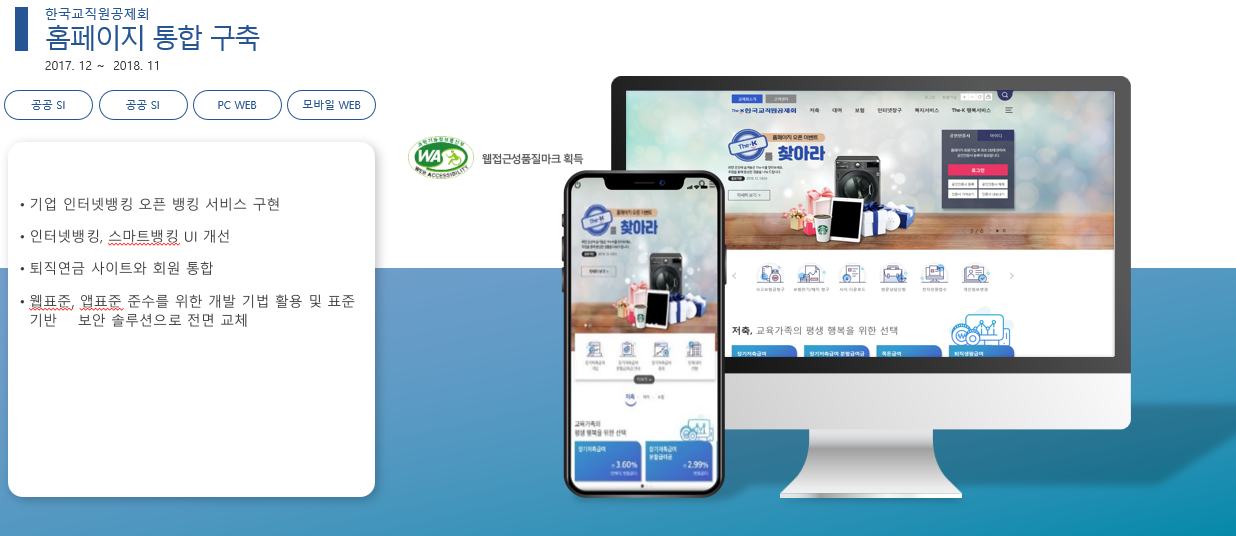 한국교직원공제회
홈페이지 통합 구축
2017. 12 ~ 2018. 11
공공 SI
공공 SI
PC WEB
모바일 WEB
• 기업 인터넷뱅킹 오픈 뱅킹 서비스 구현
• 인터넷뱅킹, 스마트뱅킹 UI 개선
• 퇴직연금 사이트와 회원 통합
• 웹표준, 앱표준 준수를 위한 개발 기법 활용 및 표준
기반 보안 솔루션으로 전면 교체
WA
WEB ACCESSIBILITY
웹접근성품질마크 획득
The-K 한국교직원공제회
저축
대여
보험
인터넷창구
복지서비스
The-K 행복서비스
홈페이지 오픈 이벤트
The-K
를 찾아라
로그인
저축, 교육가족의 평생 행복을 위한 선택
장기저축급여
장기저축급여 분할급여금
목돈급여
퇴직생활급여
홈페이지 오픈 이벤트
The-K
를 찾아라
저축
교육가족의
평생 행복을 위한 선택
장기저축급여
3.60%
장기저축급여
분할급여금
2.99%